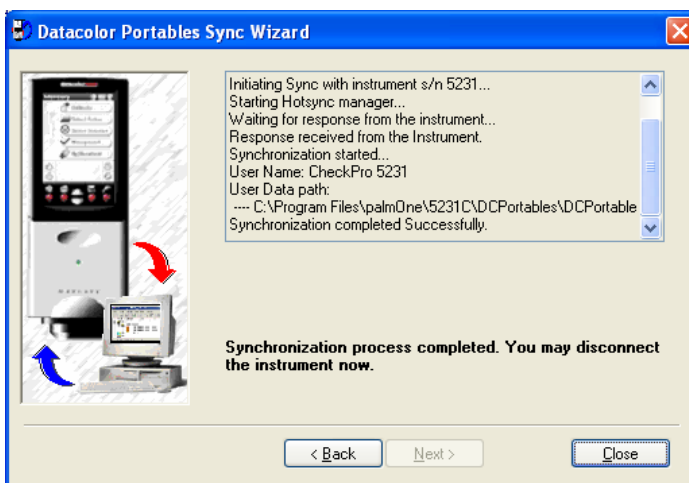 Datacolor Portables Sync Wizard
Initiating Sync with instrument s/n 5231...
Starting Hotsync manager...
Waiting for response from the instrument...
Response received from the Instrument.
Synchronization started...
User Name: CheckPro 5231
User Data path:
---- C:\Program Files\palmOne\5231C\DCPortables\DCPortable
Synchronization completed Successfully.
Synchronization process completed. You may disconnect
the instrument now.
< Back
Next >
Close